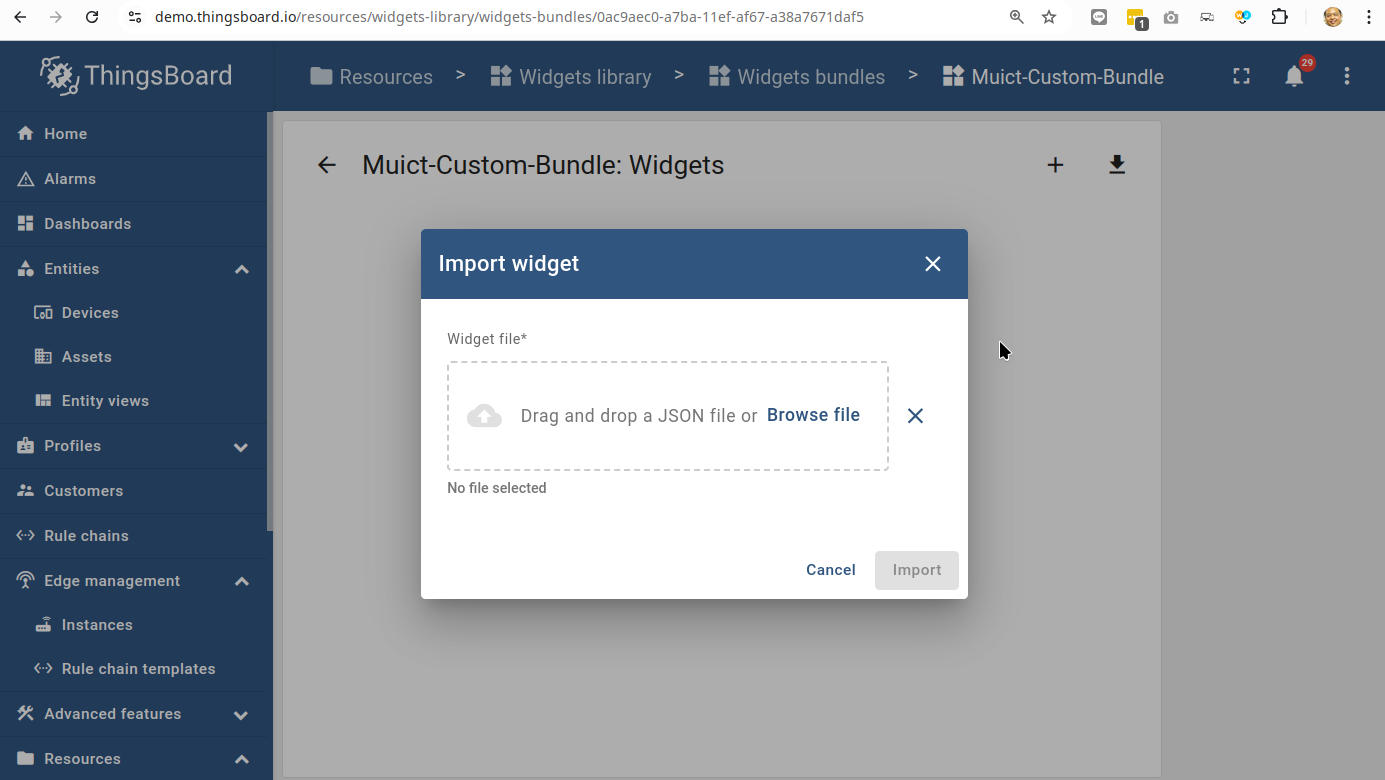 demo.thingsboard.io/resources/widgets-library/widgets-bundles/0ac9aec0-a7ba-11ef-af67-a38a7671daf5
1
ThingsBoard
Resources > Widgets library > Widgets bundles > Muict-Custom-Bundle
29
Home
Alarms
Dashboards
Entities
Devices
Assets
Entity views
Profiles
Customers
Rule chains
Edge management
Instances
Rule chain templates
Advanced features
Resources
Muict-Custom-Bundle: Widgets
Import widget
Widget file*
Drag and drop a JSON file or Browse file
No file selected
Cancel
Import